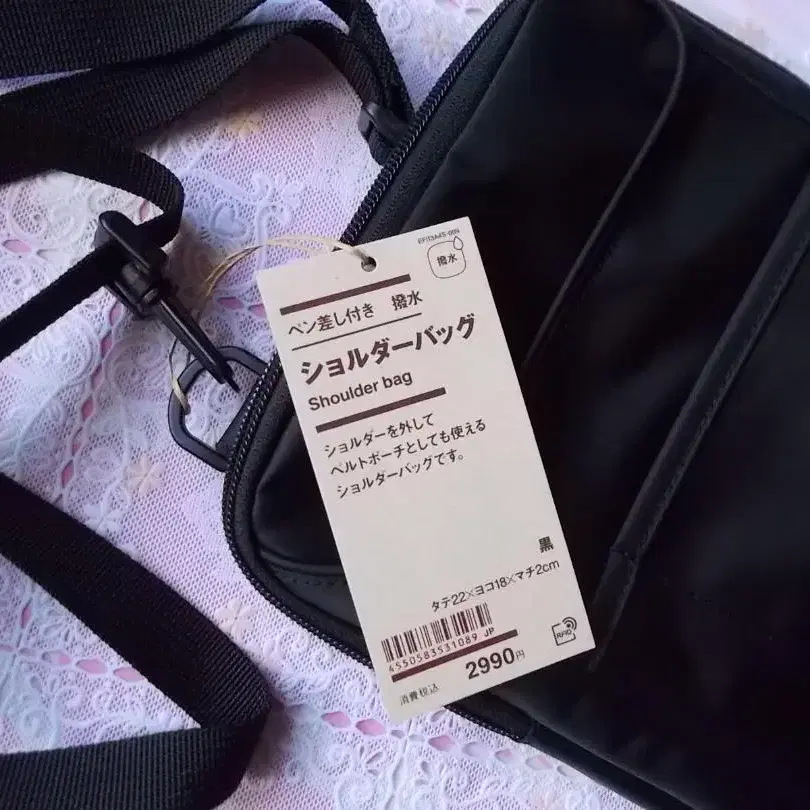 撥水
ペン差し付き 撥水
ショルダーバッグ
Shoulder bag
ショルダーを外して
ベルトポーチとしても使える
ショルダーバッグです。
黒
タテ22×ヨコ18×マチ2cm
4550583531089 JP
RFID
消費税込 2990円